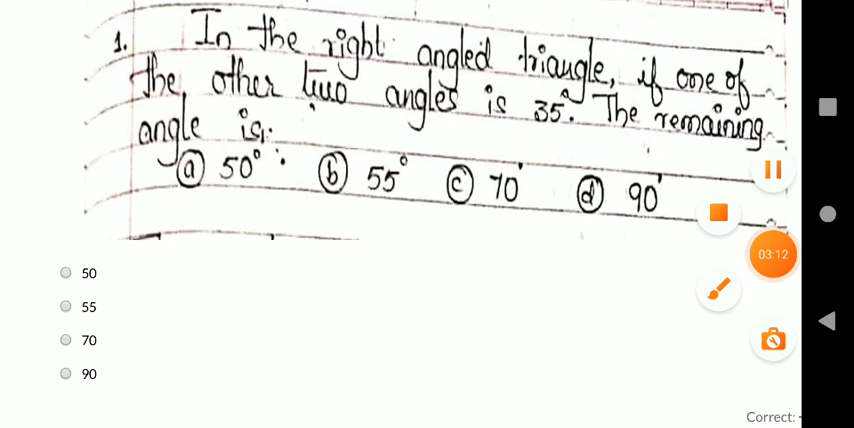 1. In the right angled triangle, if one of
the other two angles is 35°. The remaining
angle is:
(a) 50° (b) 55° (c) 70° (d) 90°
50
55
70
90
03:12
Correct: